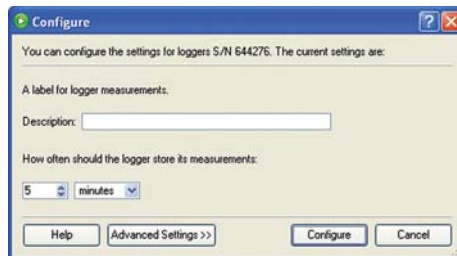 Configure
You can configure the settings for loggers S/N 644276. The current settings are:
A label for logger measurements.
Description:
How often should the logger store its measurements:
5 minutes
Help Advanced Settings >> Configure Cancel